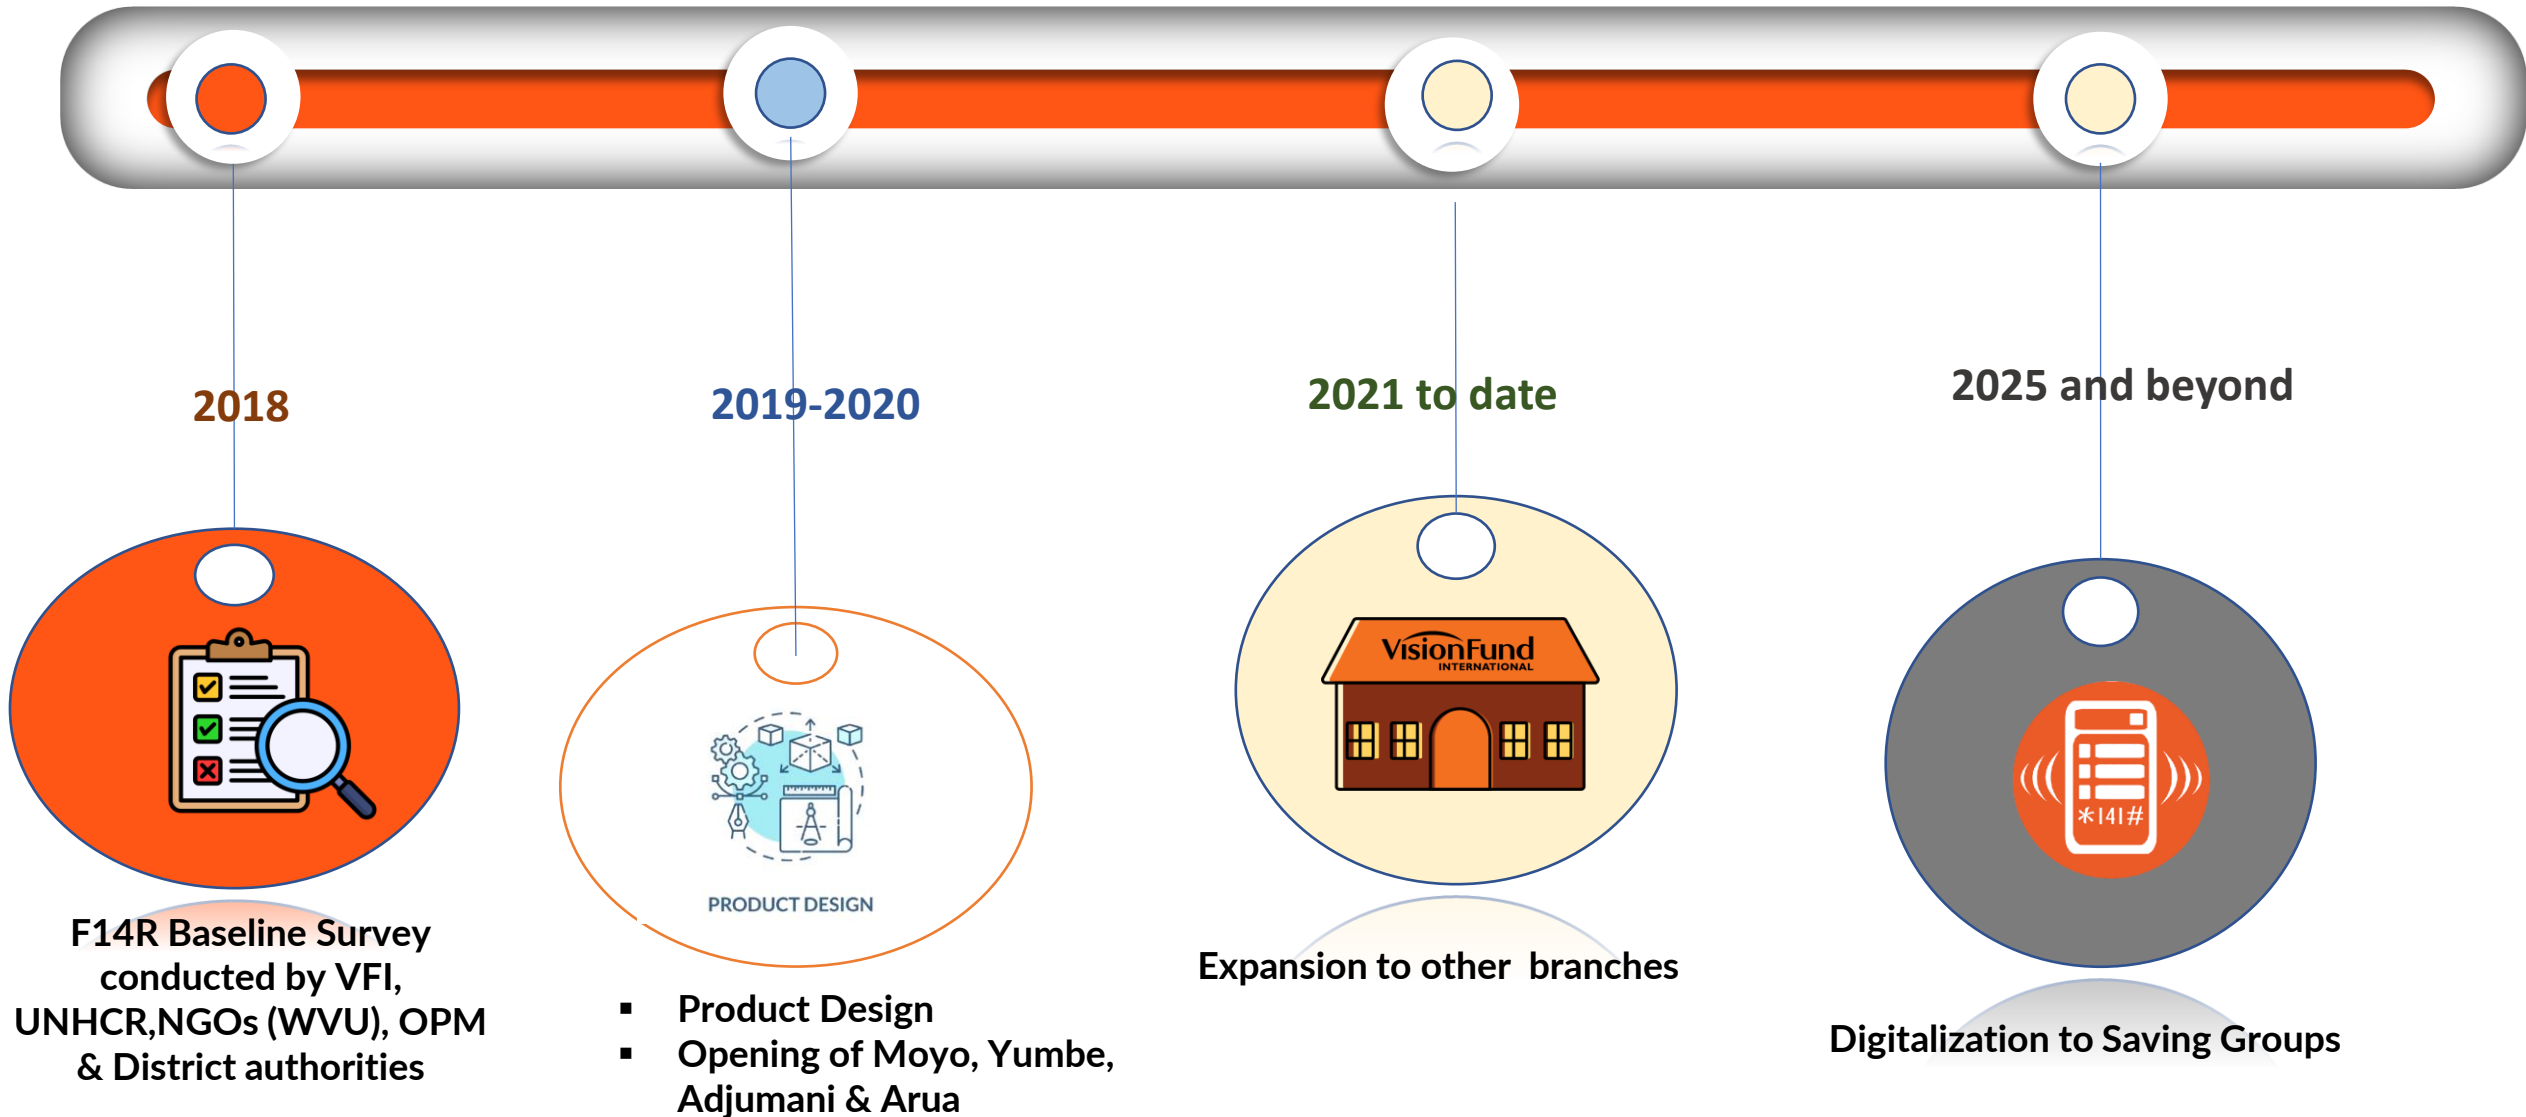 2018
2019-2020
2021 to date
2025 and beyond
VisionFund
INTERNATIONAL
*141#
PRODUCT DESIGN
F14R Baseline Survey
conducted by VFI,
UNHCR,NGOs (WVU), OPM
& District authorities
▪ Product Design
▪ Opening of Moyo, Yumbe,
Adjumani & Arua
Expansion to other branches
Digitalization to Saving Groups